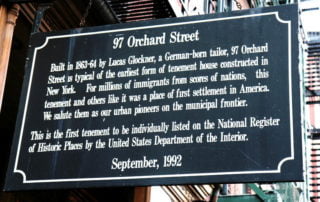 97 Orchard Street
Built in 1863-64 by Lucas Glockner, a German-born tailor, 97 Orchard
Street is typical of the earliest form of tenement house constructed in
New York. For millions of immigrants from scores of nations, this
tenement and others like it was a place of first settlement in America.
We salute them as our urban pioneers on the municipal frontier.
This is the first tenement to be individually listed on the National Register
of Historic Places by the United States Department of the Interior.
September, 1992